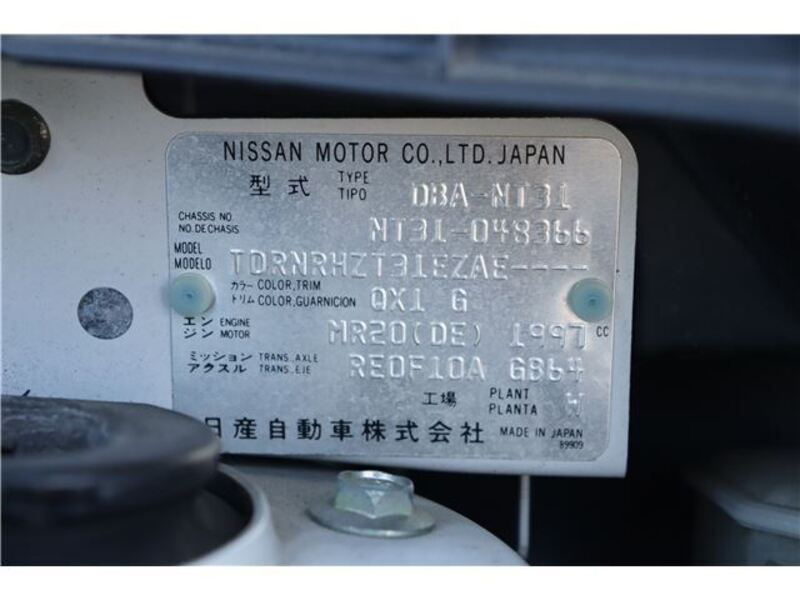 NISSAN MOTOR CO.,LTD. JAPAN
型式 TYPE TIPO DBA-NT31
CHASSIS NO. NO.DE CHASIS NT31-048366
MODEL MODELO TDRNRHZT31EZAE----
カラー COLOR,TRIM
トリム COLOR,GUARNICION QX1 G
エンジン ENGINE MOTOR MR20(DE) 1997 CC
ミッション TRANS.AXLE
アクスル TRANS.EJE RE0F10A GB64
工場 PLANT PLANTA W
日産自動車株式会社 MADE IN JAPAN
89909